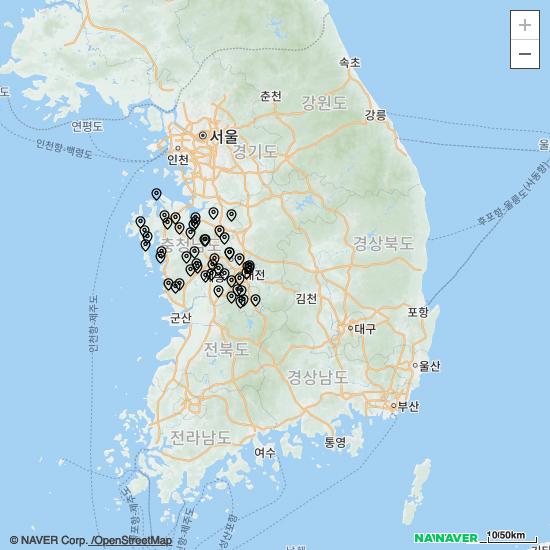 +
−
속초
춘천
강원도
강릉
연평도
서울
인천
경기도
인천항-백령도
후포항-울릉도(사동항)
충청남도
경상북도
대전
김천
인천항-제주도
군산
대구
포항
전북도
경상남도
울산
부산
전라남도
여수
통영
© NAVER Corp. /OpenStreetMap
NAVER
10/50km